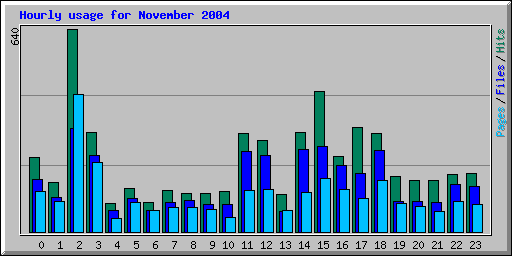 Hourly usage for November 2004
640
Pages/Files/Hits
0 1 2 3 4 5 6 7 8 9 10 11 12 13 14 15 16 17 18 19 20 21 22 23